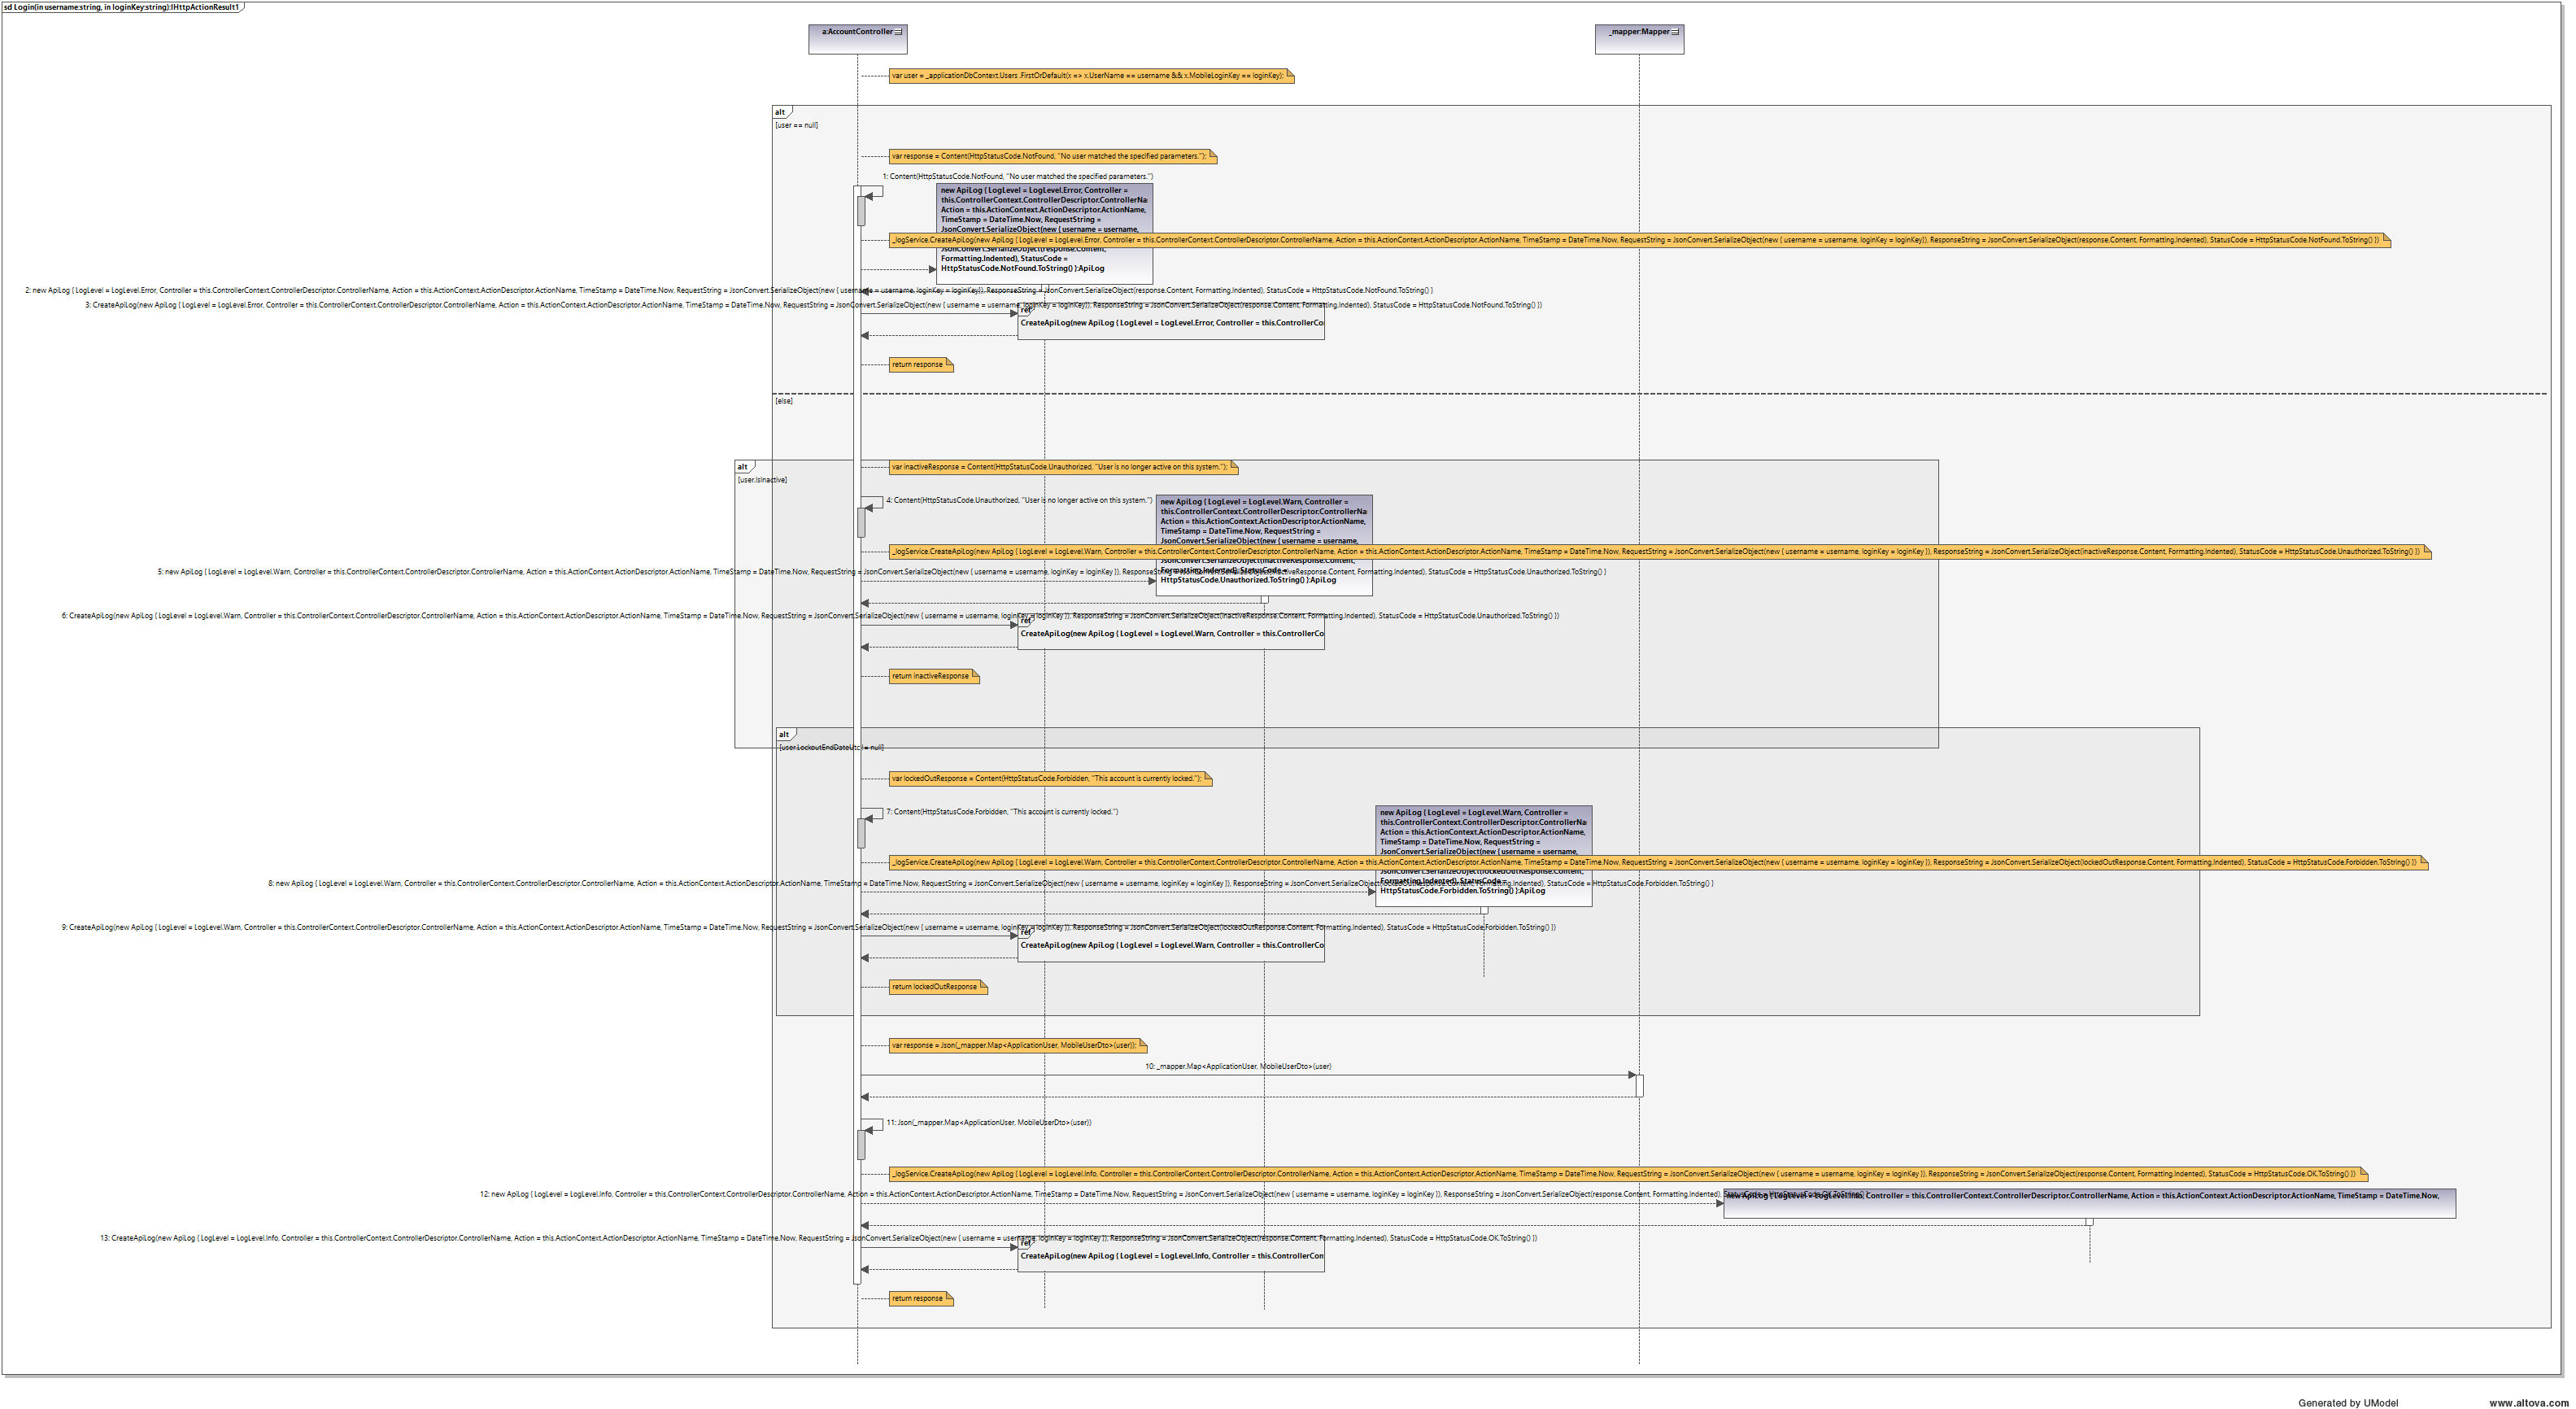 sd Login(in username:string, in loginKey:string):IHttpActionResult1
a:AccountController
_mapper:Mapper
var user = _applicationDbContext.Users .FirstOrDefault(x => x.UserName == username && x.MobileLoginKey == loginKey);
alt
[user == null]
var response = Content(HttpStatusCode.NotFound, "No user matched the specified parameters.");
1: Content(HttpStatusCode.NotFound, "No user matched the specified parameters.")
new ApiLog { LogLevel = LogLevel.Error, Controller =
this.ControllerContext.ControllerDescriptor.ControllerNa
Action = this.ActionContext.ActionDescriptor.ActionName,
TimeStamp = DateTime.Now, RequestString =
JsonConvert.SerializeObject(new { username = username,
_logService.CreateApiLog(new ApiLog { LogLevel = LogLevel.Error, Controller = this.ControllerContext.ControllerDescriptor.ControllerName, Action = this.ActionContext.ActionDescriptor.ActionName, TimeStamp = DateTime.Now, RequestString = JsonConvert.SerializeObject(new { username = username, loginKey = loginKey}), ResponseString = JsonConvert.SerializeObject(response.Content, Formatting.Indented), StatusCode = HttpStatusCode.NotFound.ToString() })
JsonConvert.SerializeObject(response.Content,
Formatting.Indented), StatusCode =
HttpStatusCode.NotFound.ToString() }:ApiLog
2: new ApiLog { LogLevel = LogLevel.Error, Controller = this.ControllerContext.ControllerDescriptor.ControllerName, Action = this.ActionContext.ActionDescriptor.ActionName, TimeStamp = DateTime.Now, RequestString = JsonConvert.SerializeObject(new { username = username, loginKey = loginKey}), ResponseString = JsonConvert.SerializeObject(response.Content, Formatting.Indented), StatusCode = HttpStatusCode.NotFound.ToString() }
3: CreateApiLog(new ApiLog { LogLevel = LogLevel.Error, Controller = this.ControllerContext.ControllerDescriptor.ControllerName, Action = this.ActionContext.ActionDescriptor.ActionName, TimeStamp = DateTime.Now, RequestString = JsonConvert.SerializeObject(new { username = username, loginKey = loginKey}), ResponseString = JsonConvert.SerializeObject(response.Content, Formatting.Indented), StatusCode = HttpStatusCode.NotFound.ToString() })
ref
CreateApiLog(new ApiLog { LogLevel = LogLevel.Error, Controller = this.ControllerCo
return response
[else]
alt
[user.IsInactive]
var inactiveResponse = Content(HttpStatusCode.Unauthorized, "User is no longer active on this system.");
4: Content(HttpStatusCode.Unauthorized, "User is no longer active on this system.")
new ApiLog { LogLevel = LogLevel.Warn, Controller =
this.ControllerContext.ControllerDescriptor.ControllerNa
Action = this.ActionContext.ActionDescriptor.ActionName,
TimeStamp = DateTime.Now, RequestString =
JsonConvert.SerializeObject(new { username = username,
_logService.CreateApiLog(new ApiLog { LogLevel = LogLevel.Warn, Controller = this.ControllerContext.ControllerDescriptor.ControllerName, Action = this.ActionContext.ActionDescriptor.ActionName, TimeStamp = DateTime.Now, RequestString = JsonConvert.SerializeObject(new { username = username, loginKey = loginKey }), ResponseString = JsonConvert.SerializeObject(inactiveResponse.Content, Formatting.Indented), StatusCode = HttpStatusCode.Unauthorized.ToString() })
JsonConvert.SerializeObject(inactiveResponse.Content,
5: new ApiLog { LogLevel = LogLevel.Warn, Controller = this.ControllerContext.ControllerDescriptor.ControllerName, Action = this.ActionContext.ActionDescriptor.ActionName, TimeStamp = DateTime.Now, RequestString = JsonConvert.SerializeObject(new { username = username, loginKey = loginKey }), ResponseString = JsonConvert.SerializeObject(inactiveResponse.Content, Formatting.Indented), StatusCode = HttpStatusCode.Unauthorized.ToString() }
Formatting.Indented), StatusCode =
HttpStatusCode.Unauthorized.ToString() }:ApiLog
6: CreateApiLog(new ApiLog { LogLevel = LogLevel.Warn, Controller = this.ControllerContext.ControllerDescriptor.ControllerName, Action = this.ActionContext.ActionDescriptor.ActionName, TimeStamp = DateTime.Now, RequestString = JsonConvert.SerializeObject(new { username = username, loginKey = loginKey }), ResponseString = JsonConvert.SerializeObject(inactiveResponse.Content, Formatting.Indented), StatusCode = HttpStatusCode.Unauthorized.ToString() })
ref
CreateApiLog(new ApiLog { LogLevel = LogLevel.Warn, Controller = this.ControllerCo
return inactiveResponse
alt
[user.LockoutEndDateUtc != null]
var lockedOutResponse = Content(HttpStatusCode.Forbidden, "This account is currently locked.");
7: Content(HttpStatusCode.Forbidden, "This account is currently locked.")
new ApiLog { LogLevel = LogLevel.Warn, Controller =
this.ControllerContext.ControllerDescriptor.ControllerNa
Action = this.ActionContext.ActionDescriptor.ActionName,
TimeStamp = DateTime.Now, RequestString =
JsonConvert.SerializeObject(new { username = username,
_logService.CreateApiLog(new ApiLog { LogLevel = LogLevel.Warn, Controller = this.ControllerContext.ControllerDescriptor.ControllerName, Action = this.ActionContext.ActionDescriptor.ActionName, TimeStamp = DateTime.Now, RequestString = JsonConvert.SerializeObject(new { username = username, loginKey = loginKey }), ResponseString = JsonConvert.SerializeObject(lockedOutResponse.Content, Formatting.Indented), StatusCode = HttpStatusCode.Forbidden.ToString() })
JsonConvert.SerializeObject(lockedOutResponse.Content,
8: new ApiLog { LogLevel = LogLevel.Warn, Controller = this.ControllerContext.ControllerDescriptor.ControllerName, Action = this.ActionContext.ActionDescriptor.ActionName, TimeStamp = DateTime.Now, RequestString = JsonConvert.SerializeObject(new { username = username, loginKey = loginKey }), ResponseString = JsonConvert.SerializeObject(lockedOutResponse.Content, Formatting.Indented), StatusCode = HttpStatusCode.Forbidden.ToString() }
Formatting.Indented), StatusCode =
HttpStatusCode.Forbidden.ToString() }:ApiLog
9: CreateApiLog(new ApiLog { LogLevel = LogLevel.Warn, Controller = this.ControllerContext.ControllerDescriptor.ControllerName, Action = this.ActionContext.ActionDescriptor.ActionName, TimeStamp = DateTime.Now, RequestString = JsonConvert.SerializeObject(new { username = username, loginKey = loginKey }), ResponseString = JsonConvert.SerializeObject(lockedOutResponse.Content, Formatting.Indented), StatusCode = HttpStatusCode.Forbidden.ToString() })
ref
CreateApiLog(new ApiLog { LogLevel = LogLevel.Warn, Controller = this.ControllerCo
return lockedOutResponse
var response = Json(_mapper.Map<ApplicationUser, MobileUserDto>(user));
10: _mapper.Map<ApplicationUser, MobileUserDto>(user)
11: Json(_mapper.Map<ApplicationUser, MobileUserDto>(user))
_logService.CreateApiLog(new ApiLog { LogLevel = LogLevel.Info, Controller = this.ControllerContext.ControllerDescriptor.ControllerName, Action = this.ActionContext.ActionDescriptor.ActionName, TimeStamp = DateTime.Now, RequestString = JsonConvert.SerializeObject(new { username = username, loginKey = loginKey }), ResponseString = JsonConvert.SerializeObject(response.Content, Formatting.Indented), StatusCode = HttpStatusCode.OK.ToString() })
12: new ApiLog { LogLevel = LogLevel.Info, Controller = this.ControllerContext.ControllerDescriptor.ControllerName, Action = this.ActionContext.ActionDescriptor.ActionName, TimeStamp = DateTime.Now, RequestString = JsonConvert.SerializeObject(new { username = username, loginKey = loginKey }), ResponseString = JsonConvert.SerializeObject(response.Content, Formatting.Indented), StatusCode = HttpStatusCode.OK.ToString() }
new ApiLog { LogLevel = LogLevel.Info, Controller = this.ControllerContext.ControllerDescriptor.ControllerName, Action = this.ActionContext.ActionDescriptor.ActionName, TimeStamp = DateTime.Now,
13: CreateApiLog(new ApiLog { LogLevel = LogLevel.Info, Controller = this.ControllerContext.ControllerDescriptor.ControllerName, Action = this.ActionContext.ActionDescriptor.ActionName, TimeStamp = DateTime.Now, RequestString = JsonConvert.SerializeObject(new { username = username, loginKey = loginKey }), ResponseString = JsonConvert.SerializeObject(response.Content, Formatting.Indented), StatusCode = HttpStatusCode.OK.ToString() })
ref
CreateApiLog(new ApiLog { LogLevel = LogLevel.Info, Controller = this.ControllerCon
return response
Generated by UModel
www.altova.com